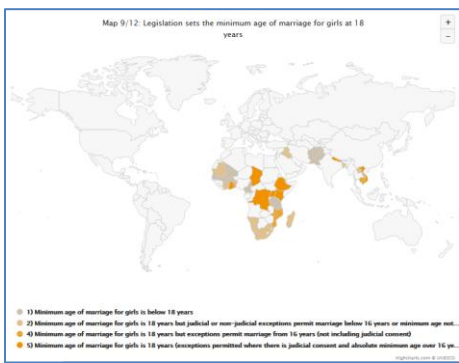 Map 9/12: Legislation sets the minimum age of marriage for girls at 18
years
+
−
1) Minimum age of marriage for girls is below 18 years
2) Minimum age of marriage for girls is 18 years but judicial or non-judicial exceptions permit marriage below 16 years or minimum age not...
4) Minimum age of marriage for girls is 18 years but exceptions permit marriage from 16 years (not including judicial consent)
5) Minimum age of marriage for girls is 18 years (exceptions permitted where there is judicial consent and absolute minimum age over 16 ye...
Highcharts.com © UNESCO